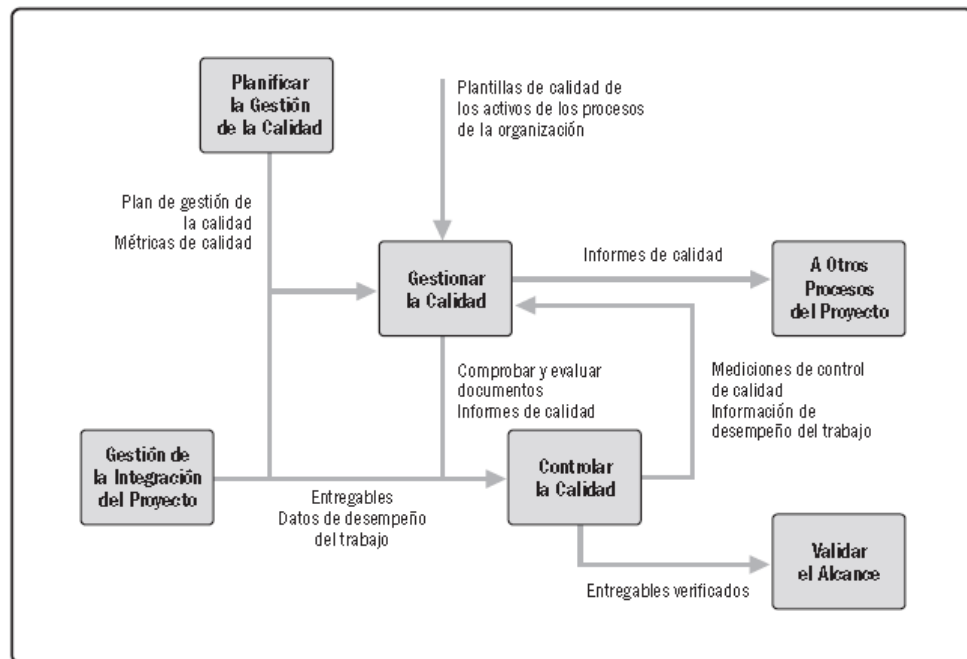 Planificar
la Gestión
de la Calidad
Plantillas de calidad de
los activos de los procesos
de la organización
Plan de gestión de
la calidad
Métricas de calidad
Gestionar
la Calidad
Informes de calidad
A Otros
Procesos
del Proyecto
Comprobar y evaluar
documentos
Informes de calidad
Mediciones de control
de calidad
Información de
desempeño del trabajo
Gestión de
la Integración
del Proyecto
Entregables
Datos de desempeño
del trabajo
Controlar
la Calidad
Entregables verificados
Validar
el Alcance